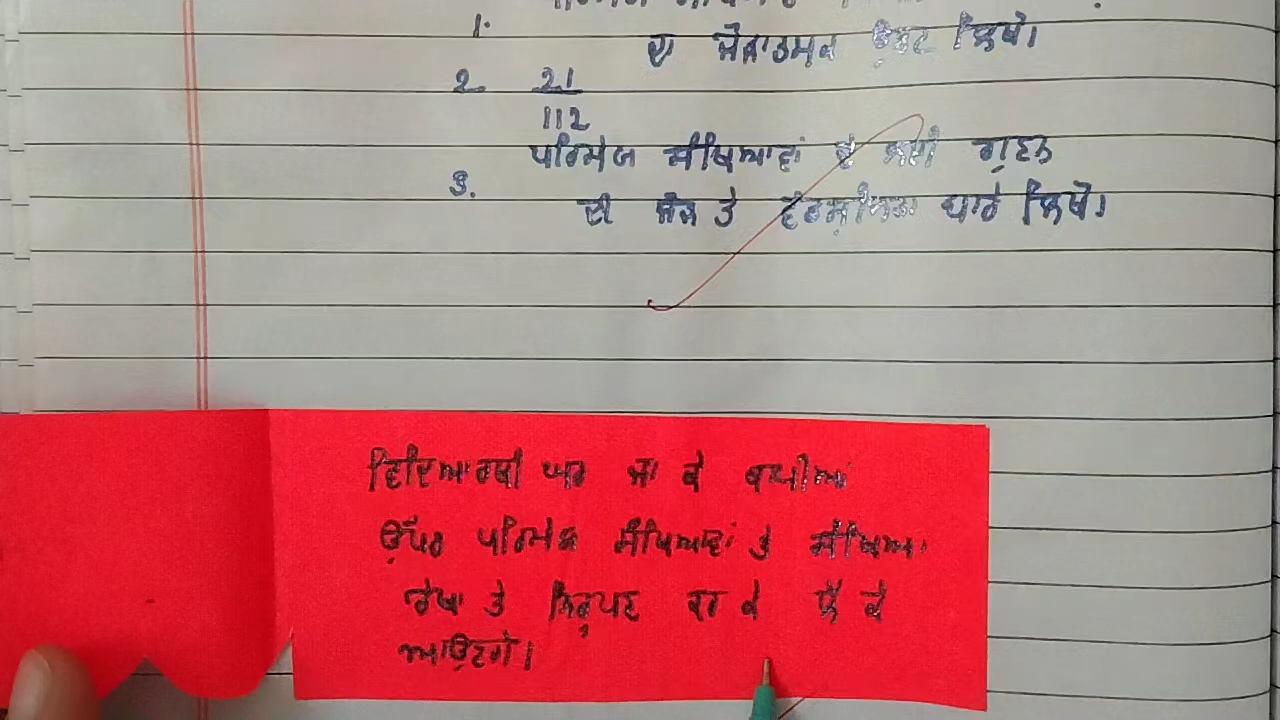 1.
ਦਾ ਜੋੜਾਤਮਕ ਉਲਟ ਲਿਖੋ।
2. 21
112
ਪਰਿਮੇਯ ਸੰਖਿਆਵਾਂ ਦੇ ਗੁਣਨ
3.
ਦੀ ਤੇ ਬਾਰੇ ਲਿਖੋ।
ਵਿਦਿਆਰਥੀ ਘਰ ਜਾ ਕੇ ਕਾਪੀਆਂ
ਉੱਪਰ ਪਰਿਮੇਯ ਸੰਖਿਆਵਾਂ ਤੇ ਸੰਖਿਆ
ਰੇਖਾ ਤੇ ਨਿਰੂਪਣ ਕਰ ਕੇ ਲੈ ਕੇ
ਆਉਣਗੇ।